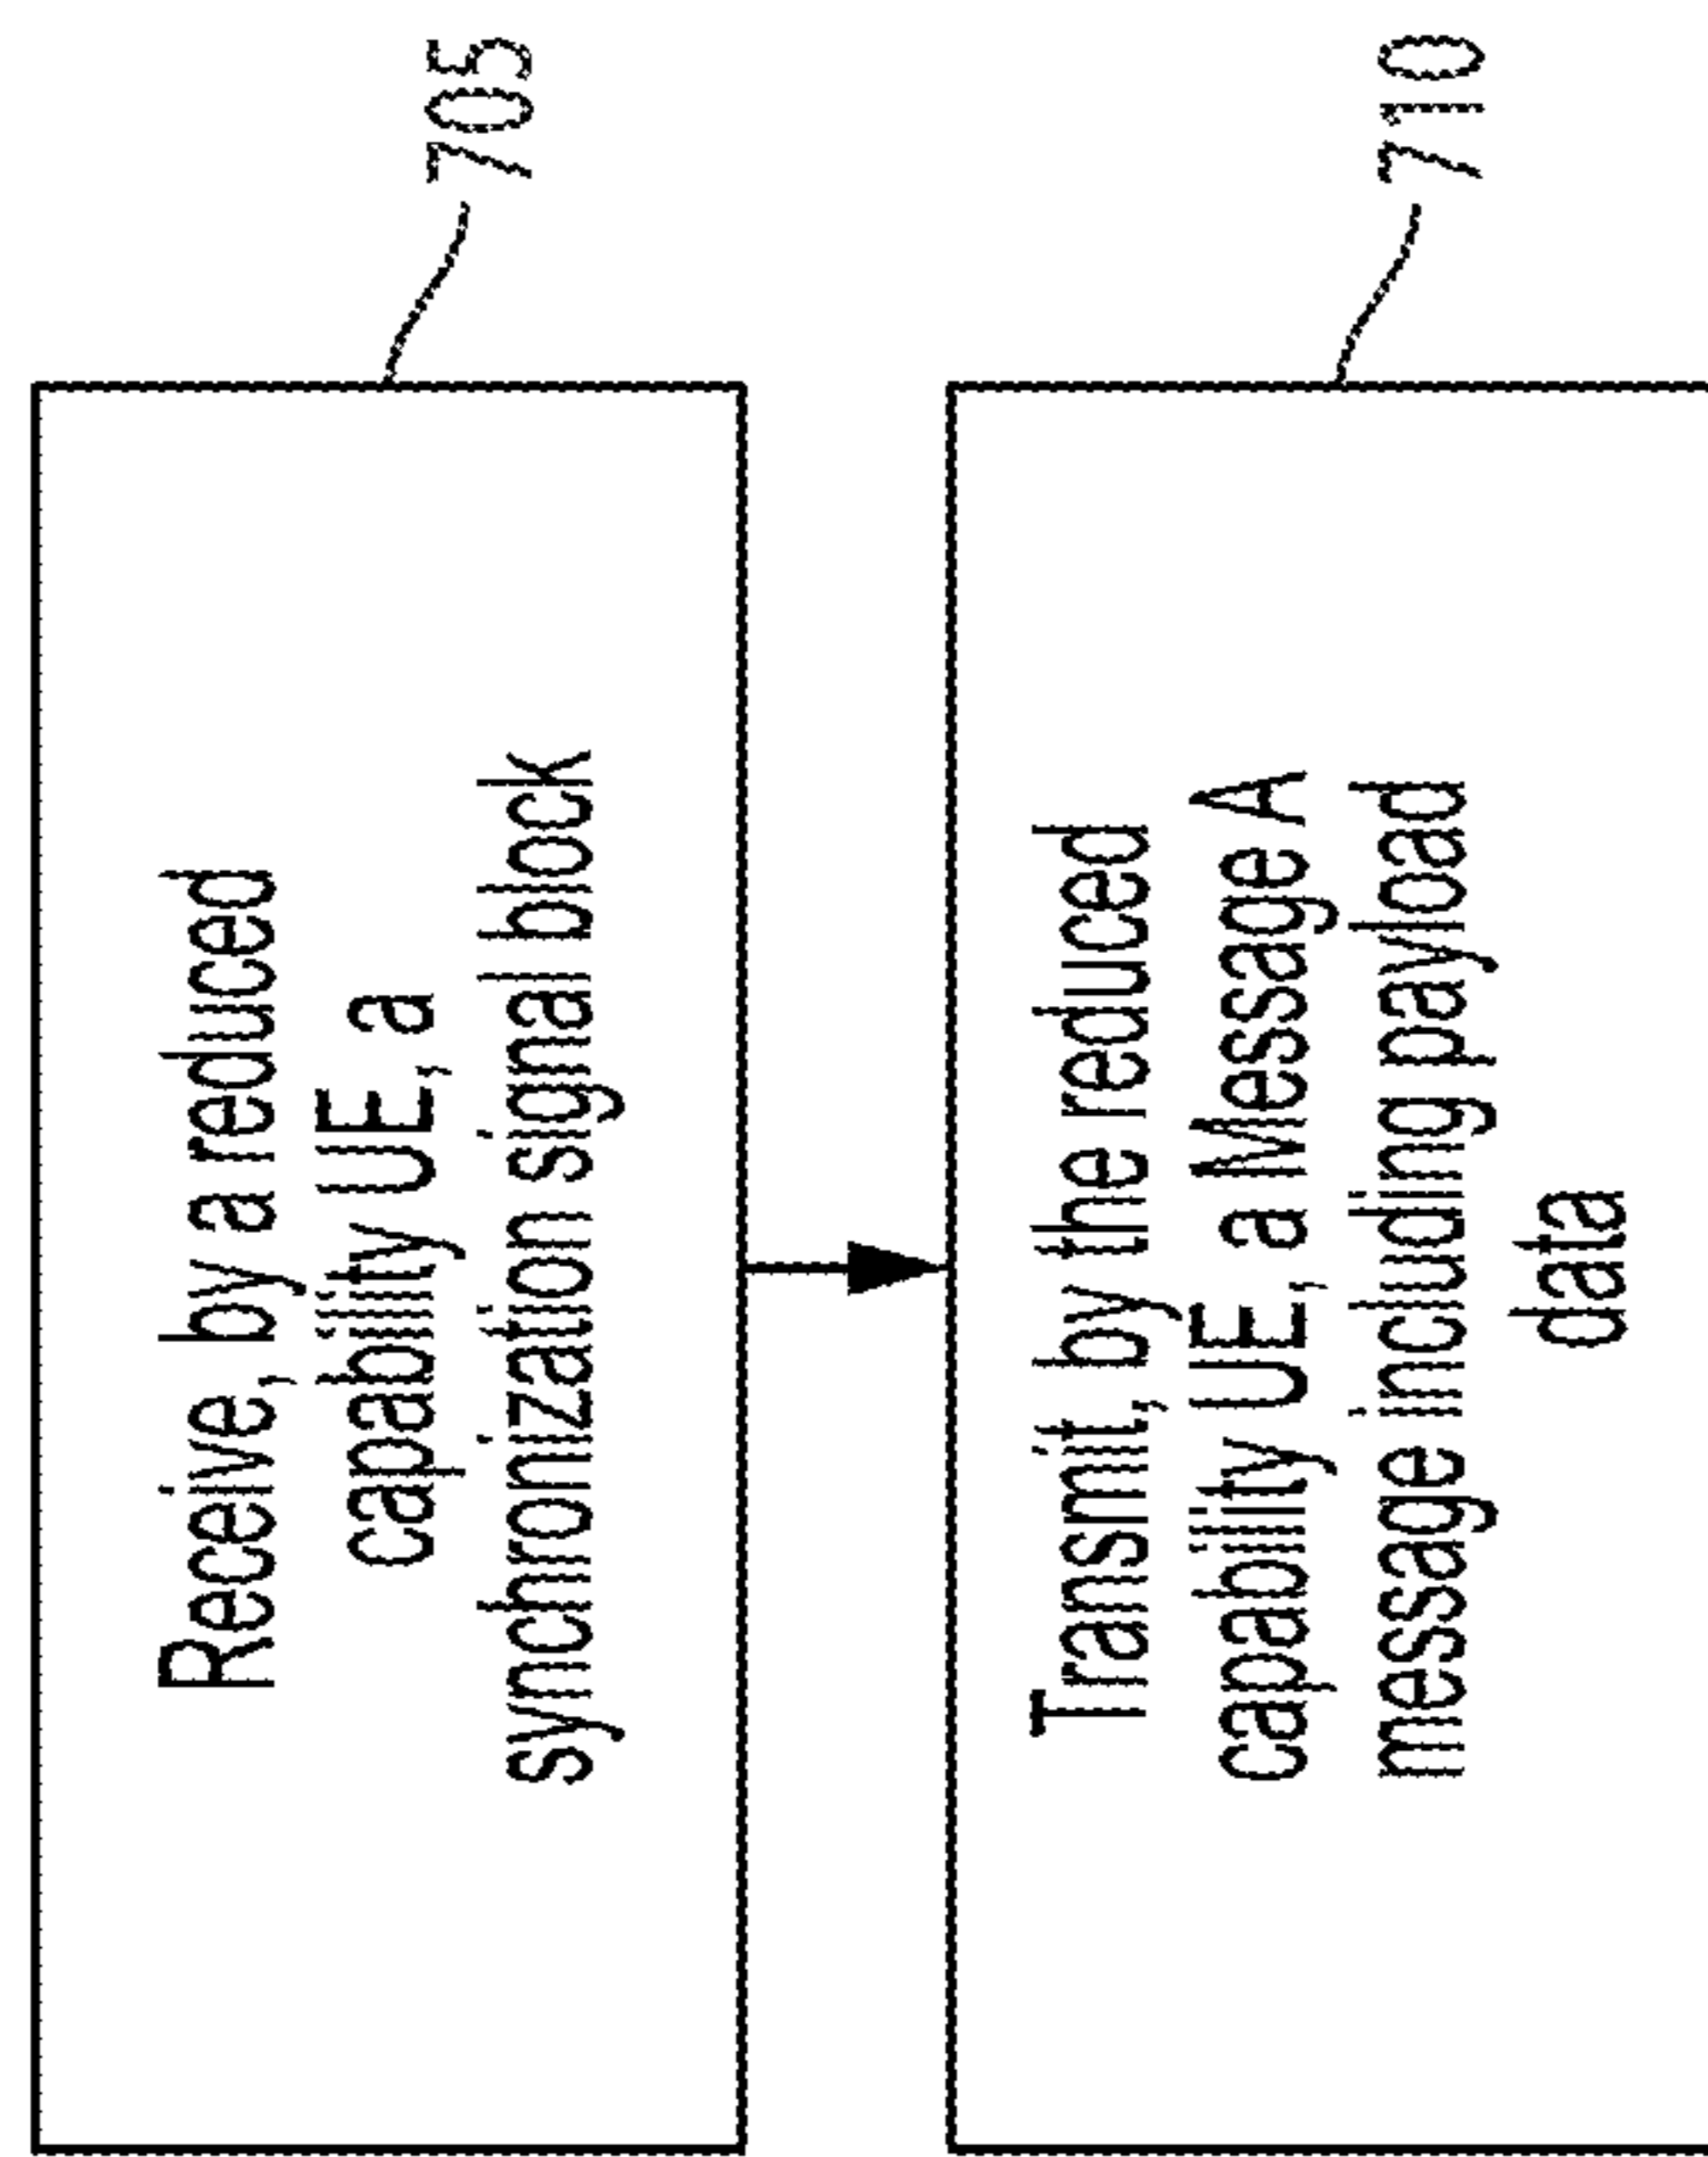 Receive, by a reduced
capability UE, a
synchronization signal block
705
Transmit, by the reduced
capability UE, a Message A
message including payload
data
710